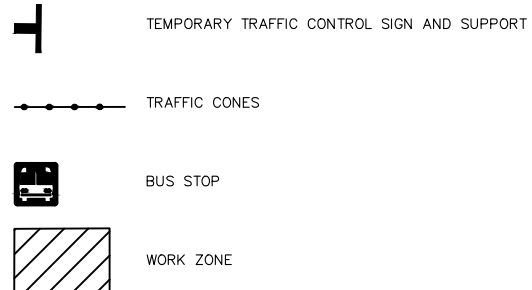 TEMPORARY TRAFFIC CONTROL SIGN AND SUPPORT
TRAFFIC CONES
BUS STOP
WORK ZONE